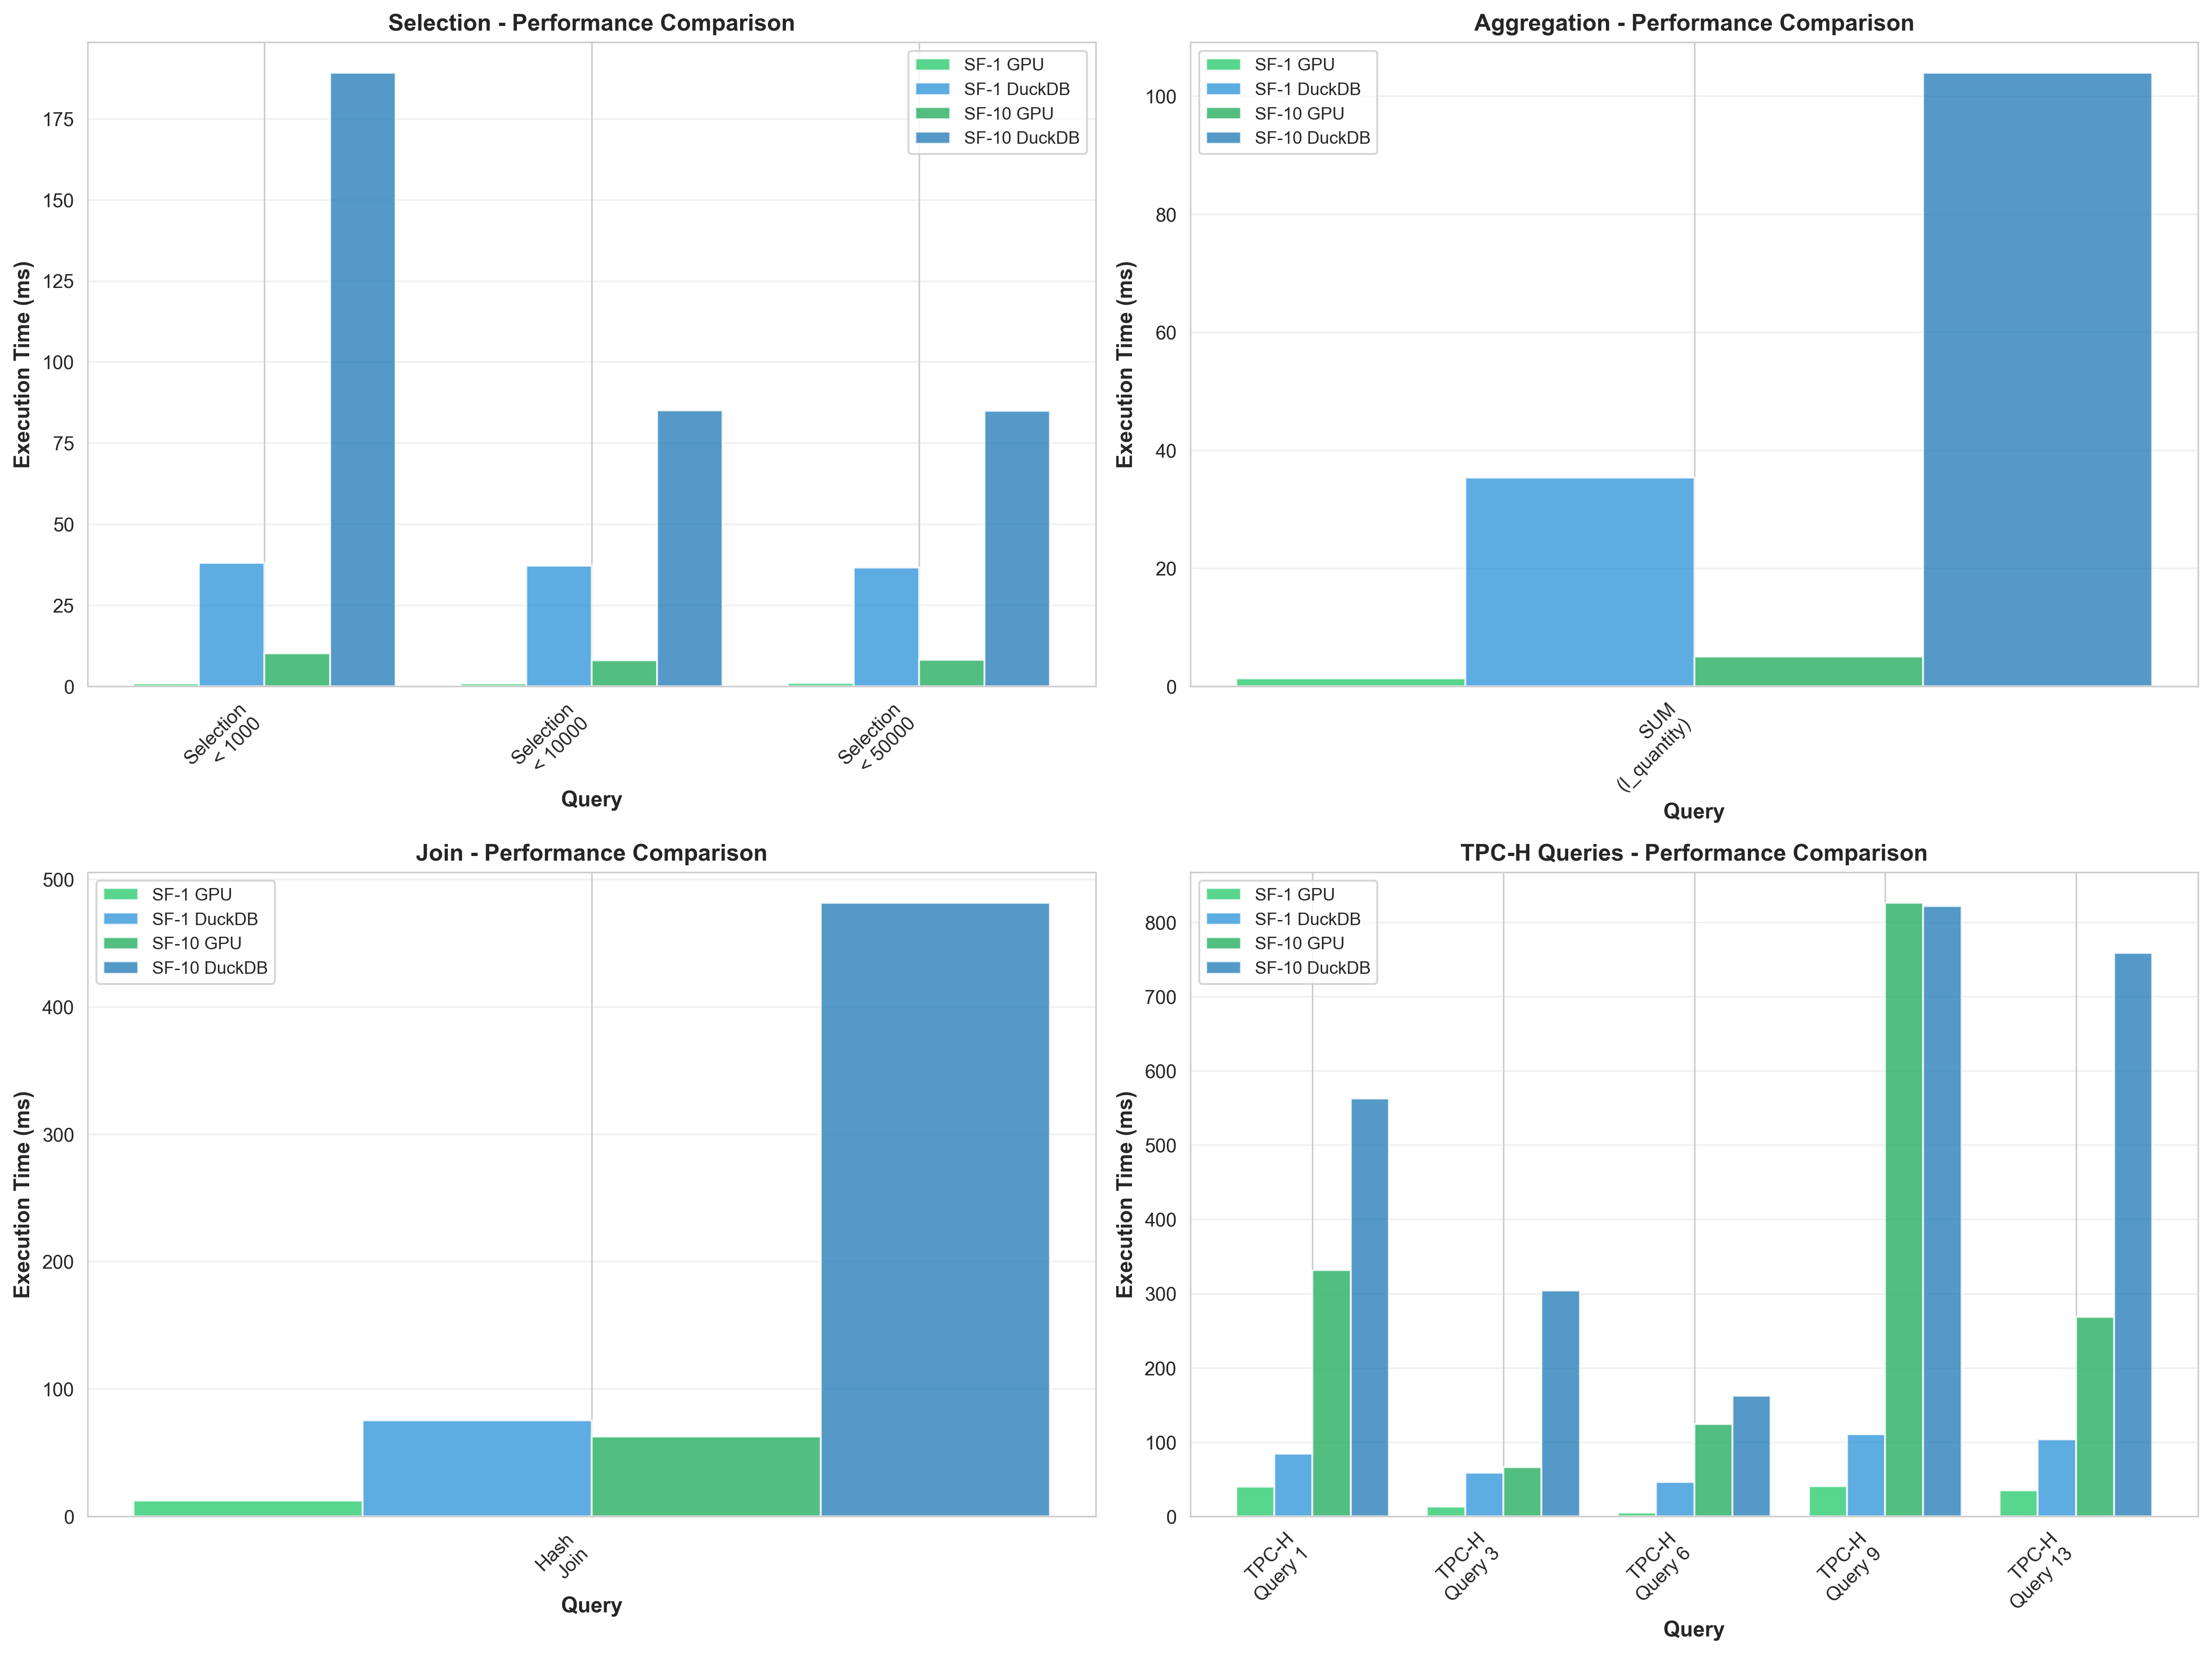 Selection - Performance Comparison
SF-1 GPU
SF-1 DuckDB
SF-10 GPU
SF-10 DuckDB
Execution Time (ms)
175
150
125
100
75
50
25
0
Selection
< 1000
Selection
< 10000
Selection
< 50000
Query
Aggregation - Performance Comparison
SF-1 GPU
SF-1 DuckDB
SF-10 GPU
SF-10 DuckDB
Execution Time (ms)
100
80
60
40
20
0
SUM
(l_quantity)
Query
Join - Performance Comparison
SF-1 GPU
SF-1 DuckDB
SF-10 GPU
SF-10 DuckDB
Execution Time (ms)
500
400
300
200
100
0
Hash
Join
Query
TPC-H Queries - Performance Comparison
SF-1 GPU
SF-1 DuckDB
SF-10 GPU
SF-10 DuckDB
Execution Time (ms)
800
700
600
500
400
300
200
100
0
TPC-H
Query 1
TPC-H
Query 3
TPC-H
Query 6
TPC-H
Query 9
TPC-H
Query 13
Query